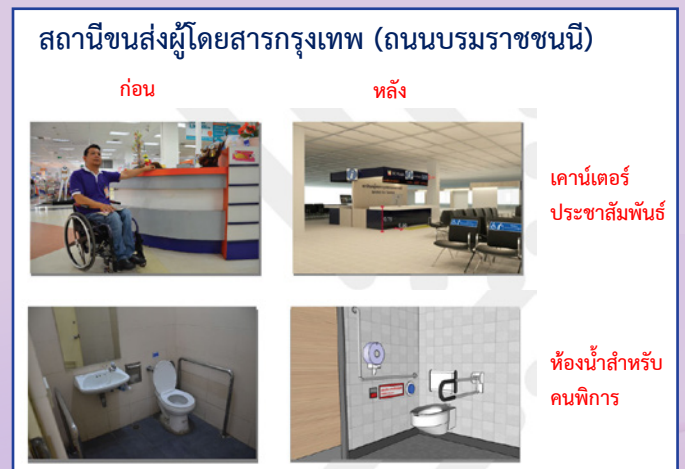 สถานีขนส่งผู้โดยสารกรุงเทพ (ถนนบรมราชชนนี)
ก่อน
หลัง
เคาน์เตอร์
ประชาสัมพันธ์
ห้องน้ำสำหรับ
คนพิการ